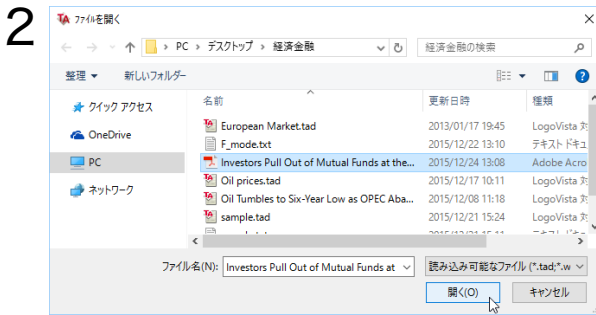 2
TA ファイルを開く
PC > デスクトップ > 経済金融
経済金融の検索
整理 新しいフォルダー
名前 更新日時 種類
クイック アクセス
OneDrive
PC
ネットワーク
European Market.tad 2013/01/17 19:45 LogoVista
F_mode.txt 2015/12/22 13:10 テキスト ドキュ
Investors Pull Out of Mutual Funds at the... 2015/12/24 13:08 Adobe Acro
Oil prices.tad 2015/12/17 10:11 LogoVista
Oil Tumbles to Six-Year Low as OPEC Aba... 2015/12/08 11:18 LogoVista
sample.tad 2015/12/21 15:24 LogoVista
ファイル名(N): Investors Pull Out of Mutual Funds at 読み込み可能なファイル (*.tad;*.w
開く(O) キャンセル